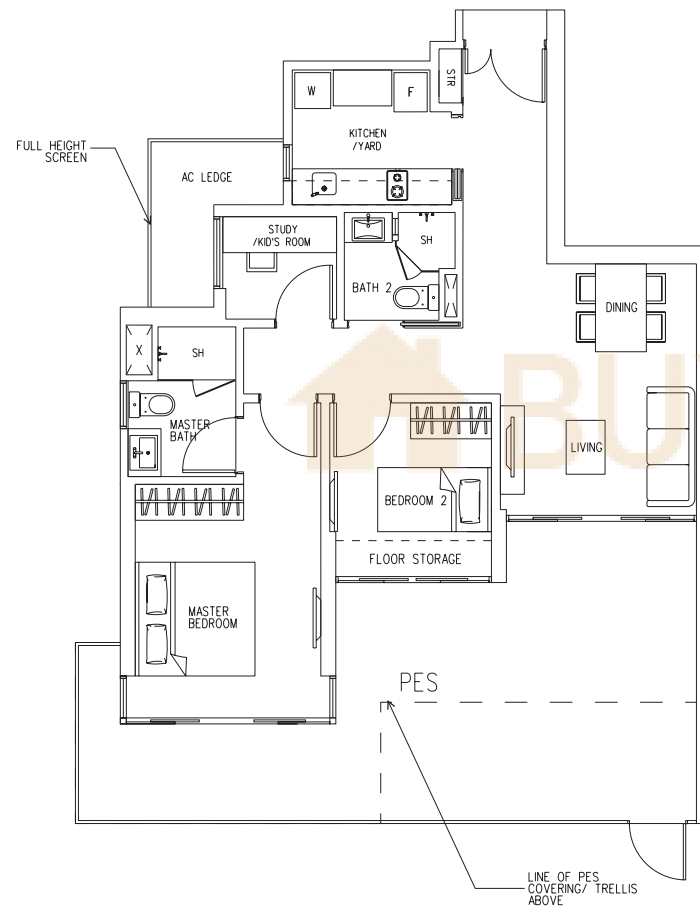 STR
W
F
KITCHEN
/YARD
FULL HEIGHT
SCREEN
AC LEDGE
STUDY
/KID'S ROOM
SH
BATH 2
DINING
X
SH
BU
MASTER
BATH
LIVING
BEDROOM 2
FLOOR STORAGE
MASTER
BEDROOM
PES
LINE OF PES
COVERING/ TRELLIS
ABOVE